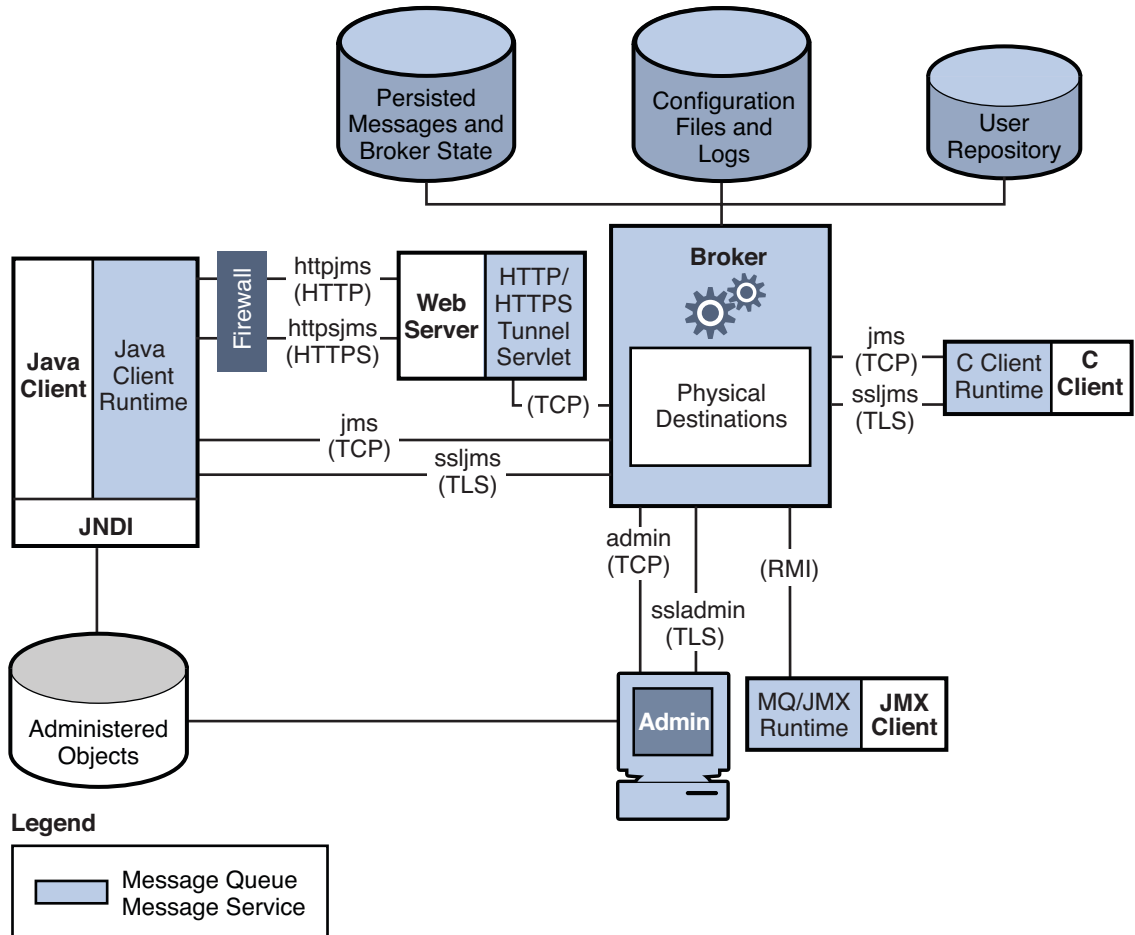 Persisted
Messages and
Broker State
Configuration
Files and
Logs
User
Repository
Java
Client
Java
Client
Runtime
JNDI
Firewall
httpjms
(HTTP)
httpsjms
(HTTPS)
Web
Server
HTTP/
HTTPS
Tunnel
Servlet
(TCP)
jms
(TCP)
ssljms
(TLS)
Broker
Physical
Destinations
jms
(TCP)
ssljms
(TLS)
C Client
Runtime
C
Client
admin
(TCP)
ssladmin
(TLS)
(RMI)
Administered
Objects
Admin
MQ/JMX
Runtime
JMX
Client
Legend
Message Queue
Message Service